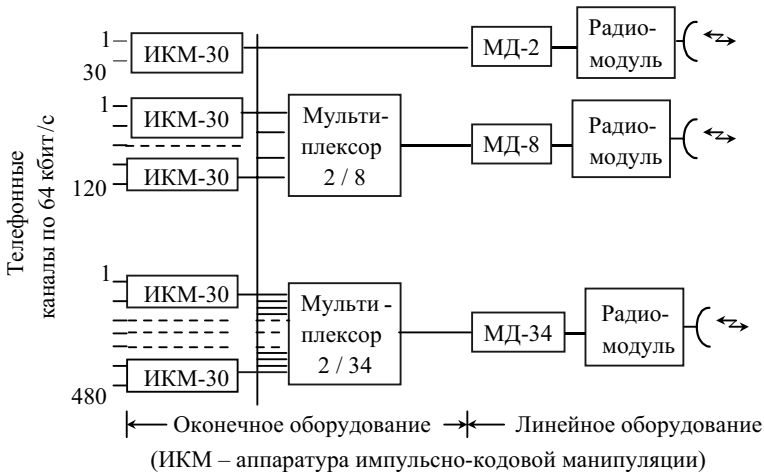 Телефонные
каналы по 64 кбит/с
1
30
ИКМ-30
МД-2
Радио-
модуль
1
120
ИКМ-30
ИКМ-30
Мульти-
плексор
2 / 8
МД-8
Радио-
модуль
1
480
ИКМ-30
ИКМ-30
Мульти -
плексор
2 / 34
МД-34
Радио-
модуль
Оконечное оборудование
Линейное оборудование
(ИКМ – аппаратура импульсно-кодовой манипуляции)